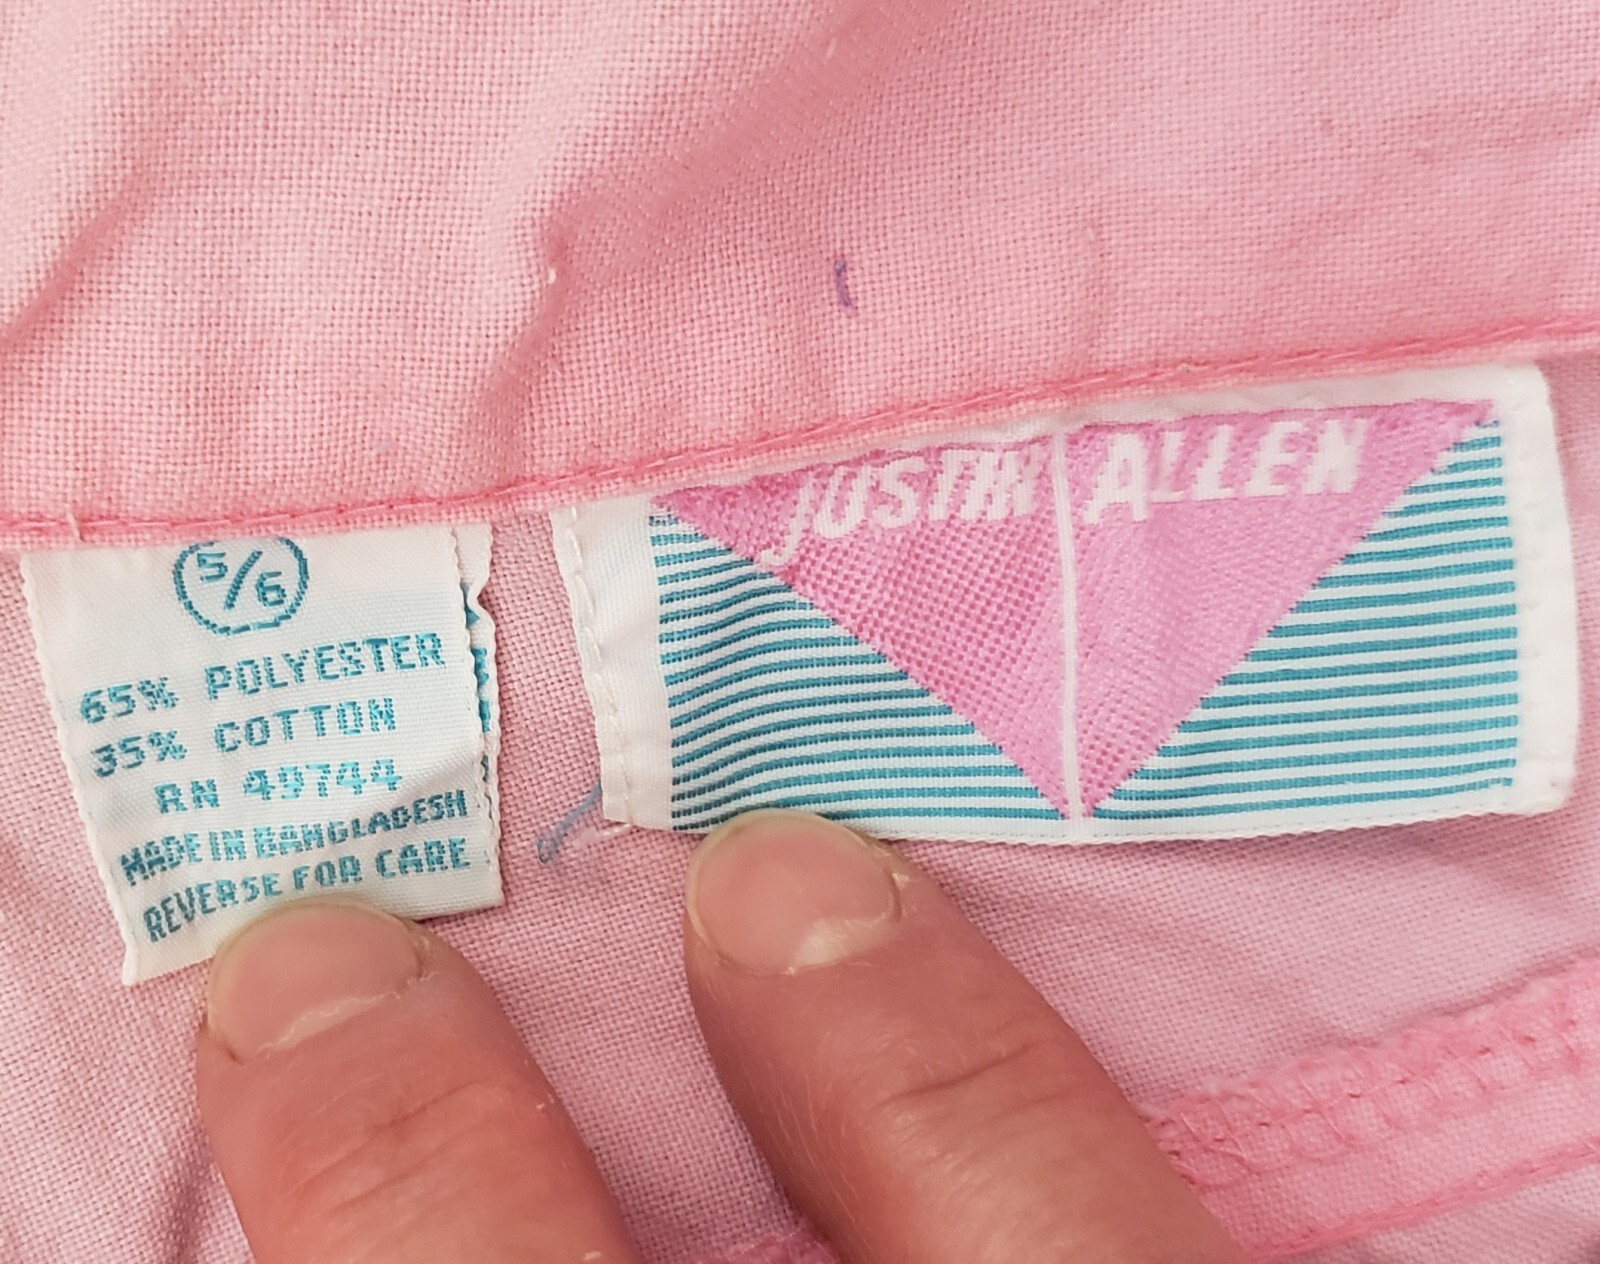 5/6
65% POLYESTER
35% COTTON
RN 49744
MADE IN BANGLADESH
REVERSE FOR CARE
JUSTIN ALLEN